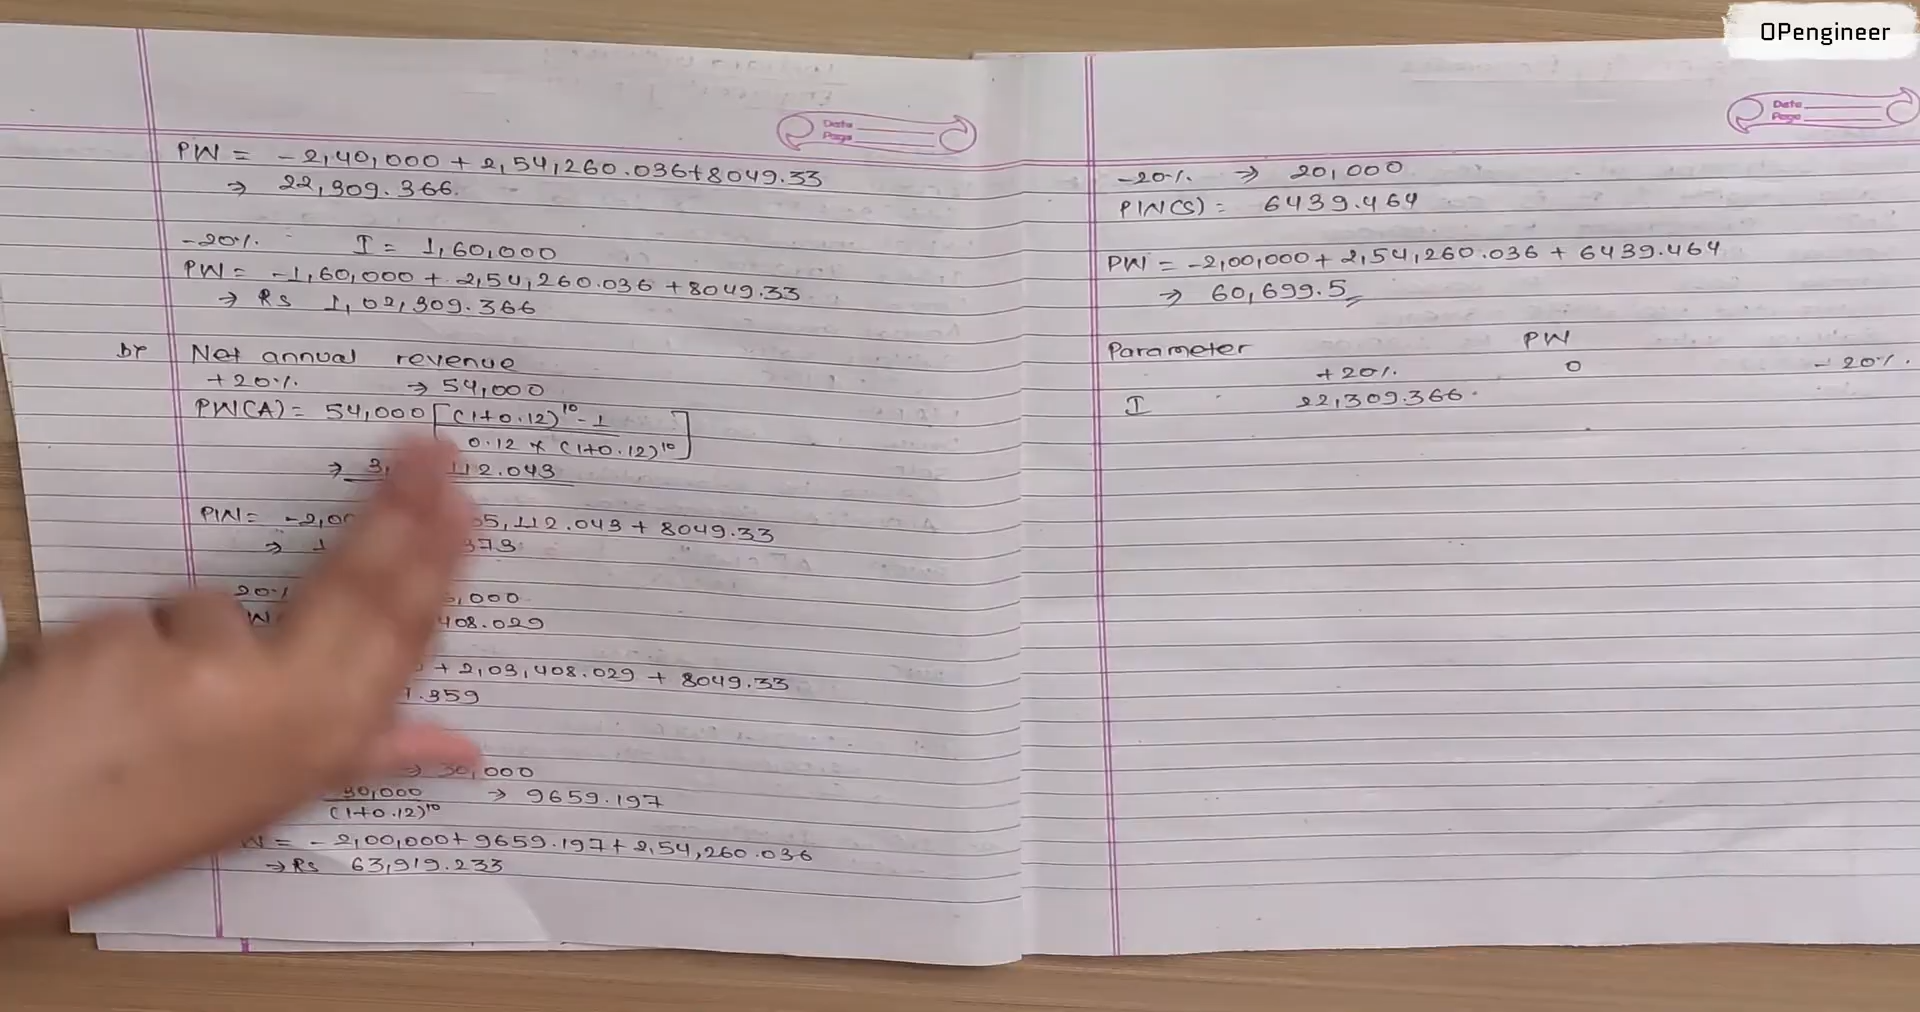 OPengineer
Date
Page
PW = -2,40,000 + 2,54,260.036+8049.33
→ 22,309.366.
-20%. I = 1,60,000
PW = -1,60,000 + 2,54,260.036 + 8049.33
→ Rs 1,02,309.366
br Net annual revenue
+20%. → 54,000
PW(A) = 54,000 [(1+0.12)^10 - 1
0.12 × (1+0.12)^10]
→ 3, 112.043
PW = -2,00 05,112.043 + 8049.33
→ 1 373
20% ,000
W 408.029
+ 2,03,408.029 + 8049.33
7.359
→ 30,000
30,000 → 9659.197
(1+0.12)^10
W = -2,00,000+ 9659.197+ 2,54,260.036
→ Rs 63,919.233
Date
Page
-20%. → 20,000
PW(S) = 6439.464
PW = -2,00,000 + 2,54,260.036 + 6439.464
→ 60,699.5
Parameter PW
+20%. 0 -20%.
I 22,309.366.